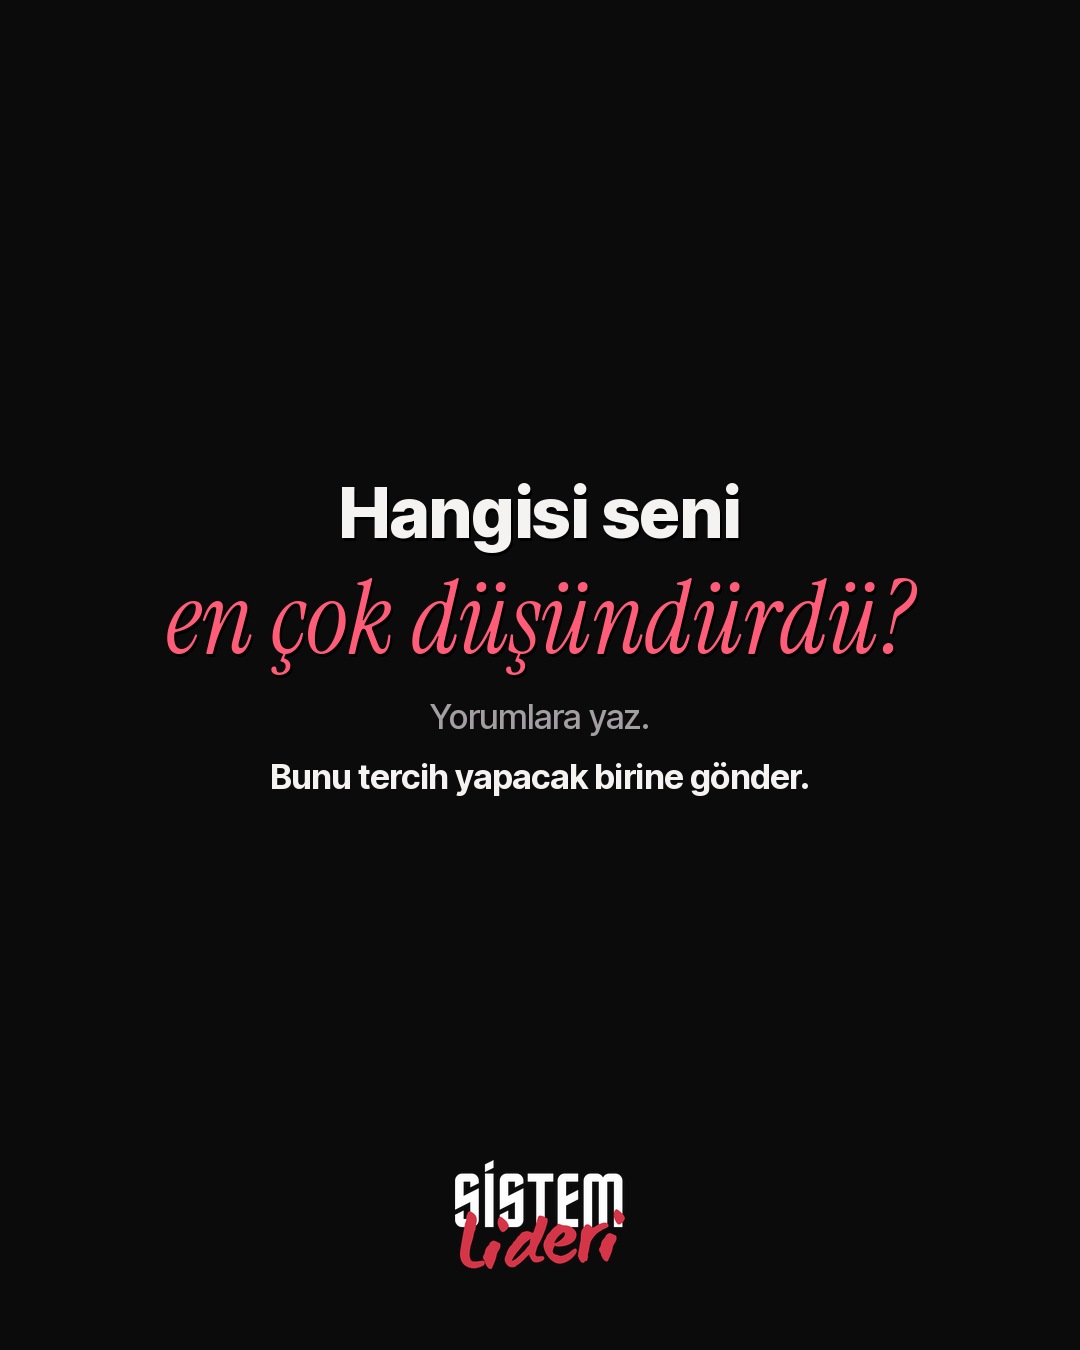 Hangisi seni
en çok düşündürdü?
Yorumlara yaz.
Bunu tercih yapacak birine gönder.
SİSTEM
Lideri